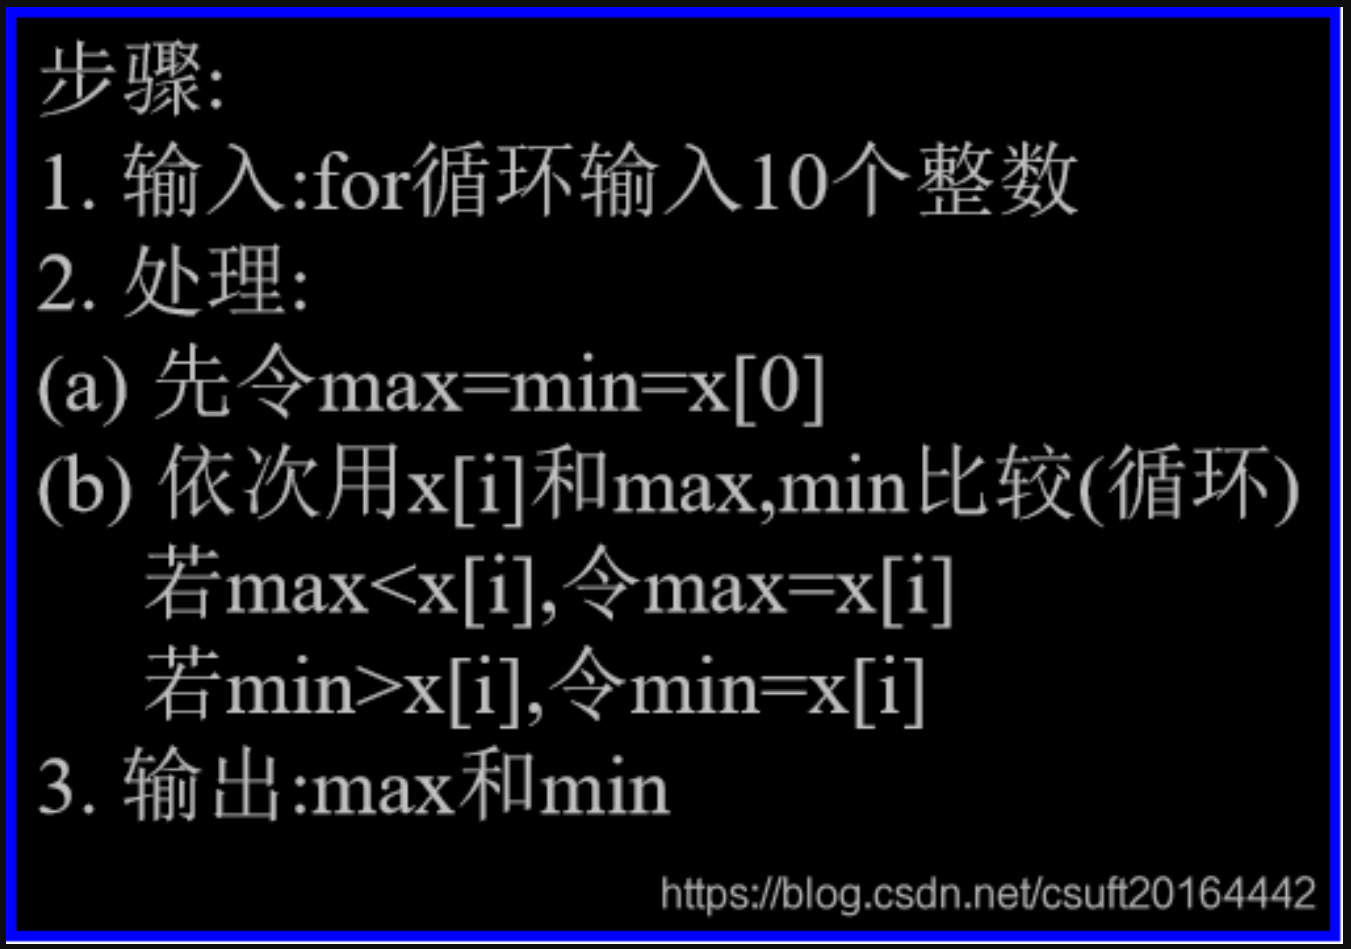 步骤:
1. 输入:for循环输入10个整数
2. 处理:
(a) 先令max=min=x[0]
(b) 依次用x[i]和max,min比较(循环)
若max<x[i],令max=x[i]
若min>x[i],令min=x[i]
3. 输出:max和min
https://blog.csdn.net/csuft20164442